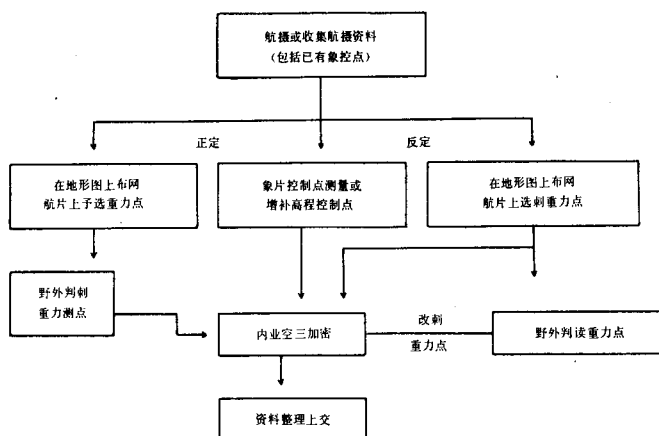 航摄或收集航摄资料
(包括已有象控点)
正定
反定
在地形图上布网
航片上予选重力点
象片控制点测量或
增补高程控制点
在地形图上布网
航片上选刺重力点
野外判刺
重力测点
内业空三加密
改刺
重力点
野外判读重力点
资料整理上交